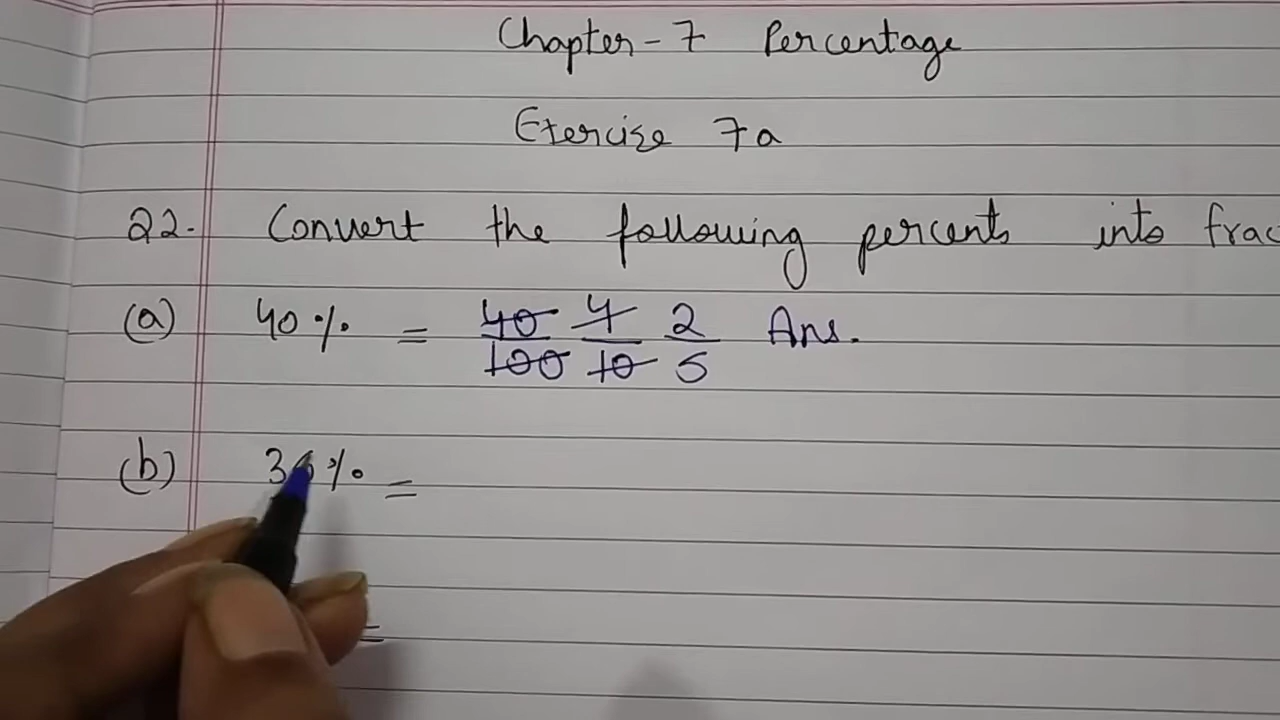 Chapter-7 Percentage
Exercise 7a
22. Convert the following percents into frac
(a) 40% = 40/100 4/10 2/5 Ans.
(b) 3 % =
=